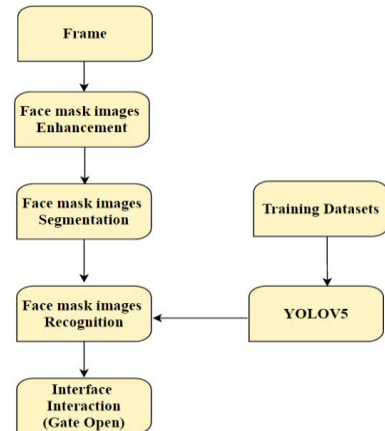 Frame
Face mask images
Enhancement
Face mask images
Segmentation
Training Datasets
Face mask images
Recognition
YOLOV5
Interface
Interaction
(Gate Open)